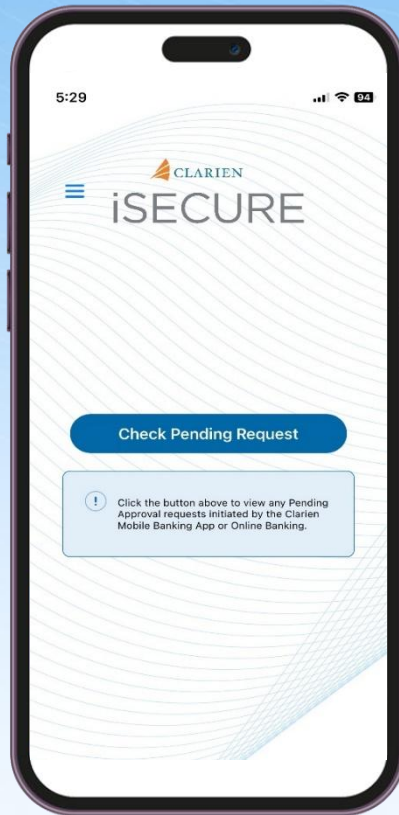 5:29
94
CLARIEN
iSECURE
Check Pending Request
Click the button above to view any Pending
Approval requests initiated by the Clarien
Mobile Banking App or Online Banking.